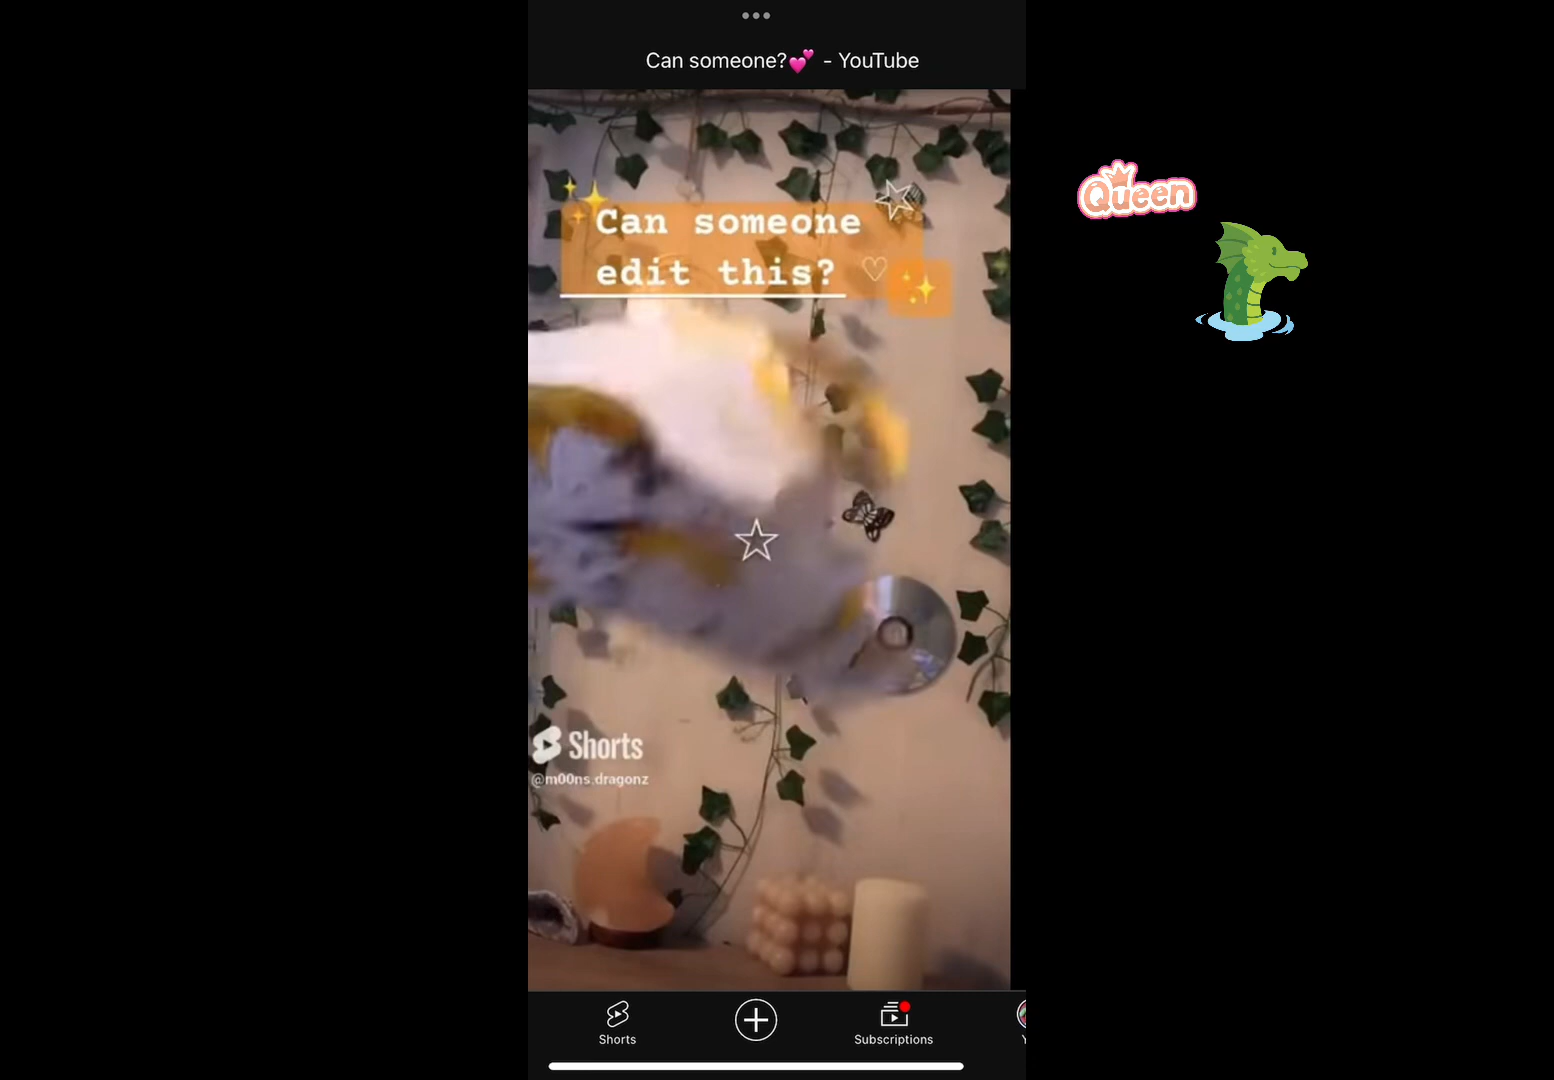 Can someone?💕 - YouTube
Can someone
edit this? ♡
Queen
Shorts
@m00ns.dragonz
Shorts
Subscriptions